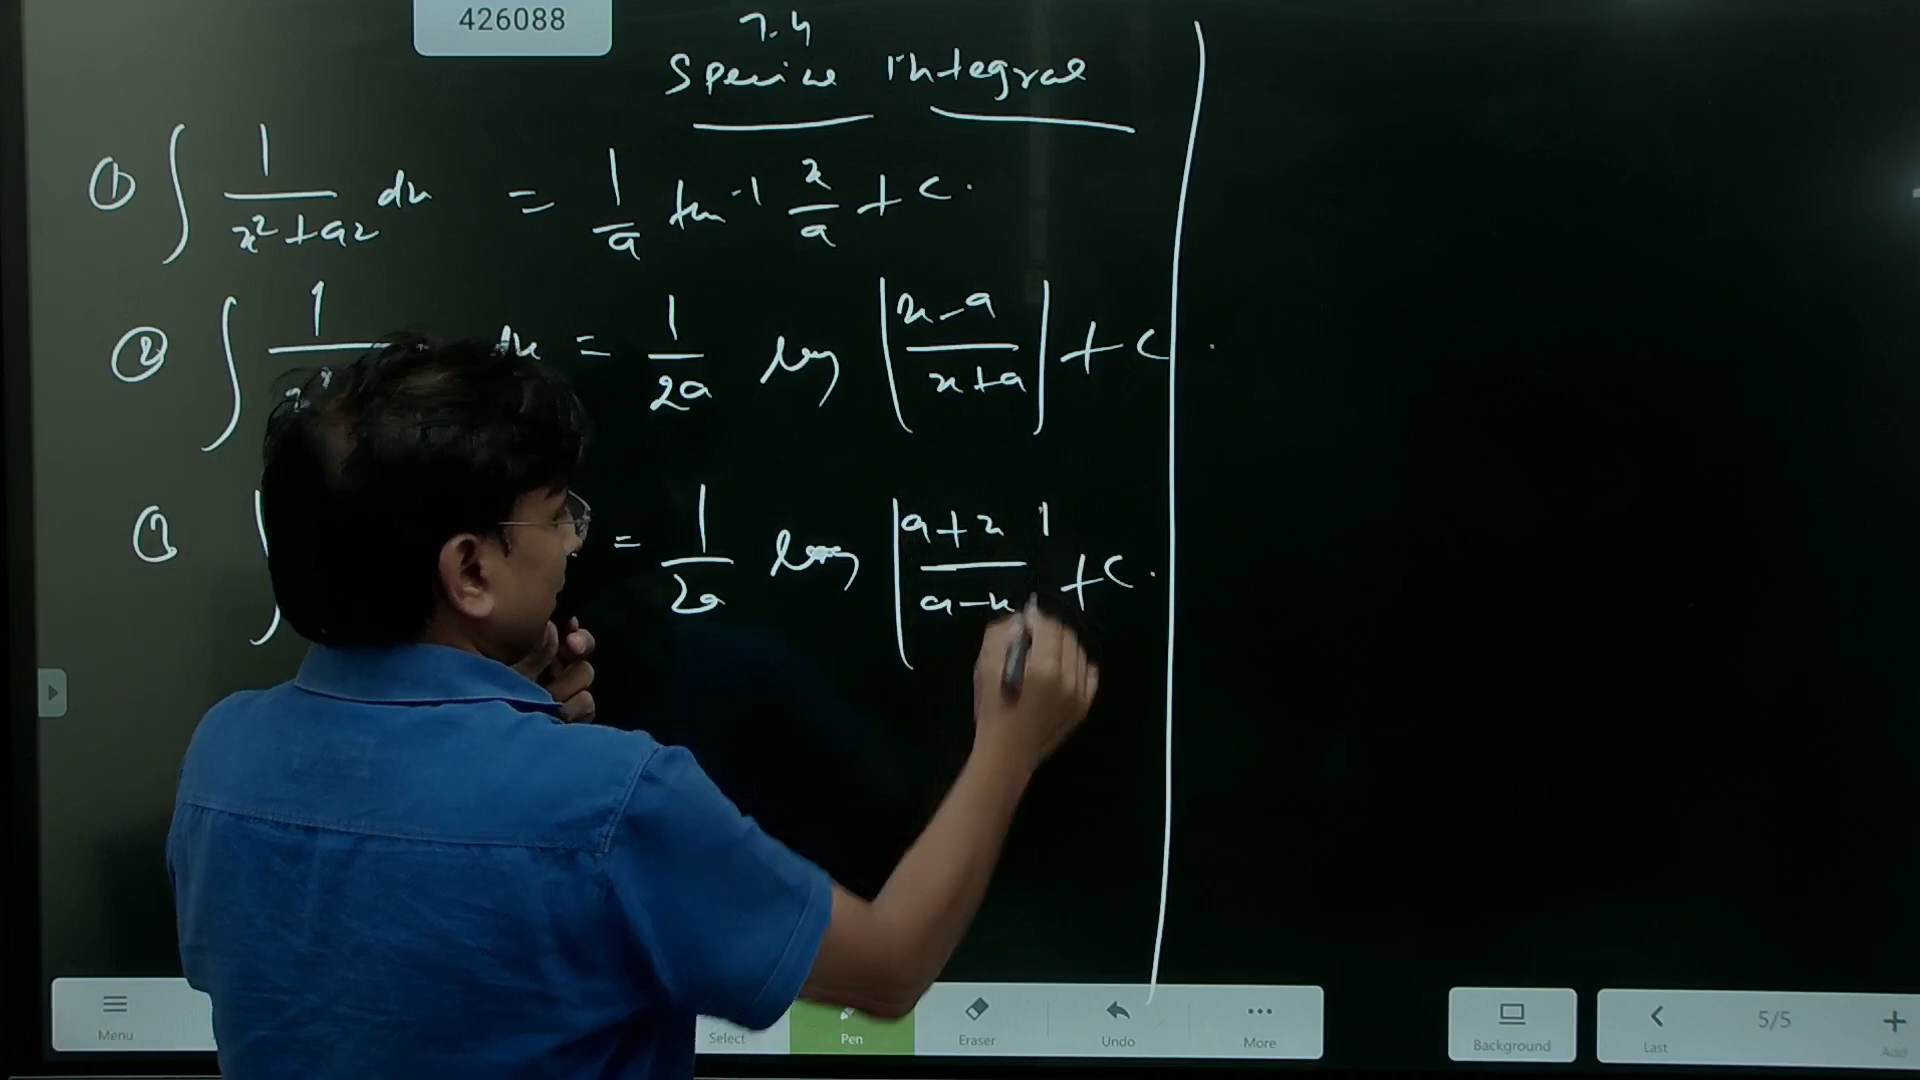 426088
7.4
Special Integral
① ∫ 1/(x²+a²) dx = 1/a tan⁻¹ x/a + C.
② ∫ 1/ dx = 1/2a log |x-a/x+a| + C.
∫ = 1/2a log |a+x/a-x| + C.
Menu
Select
Pen
Eraser
Undo
More
Background
Last
5/5
Add